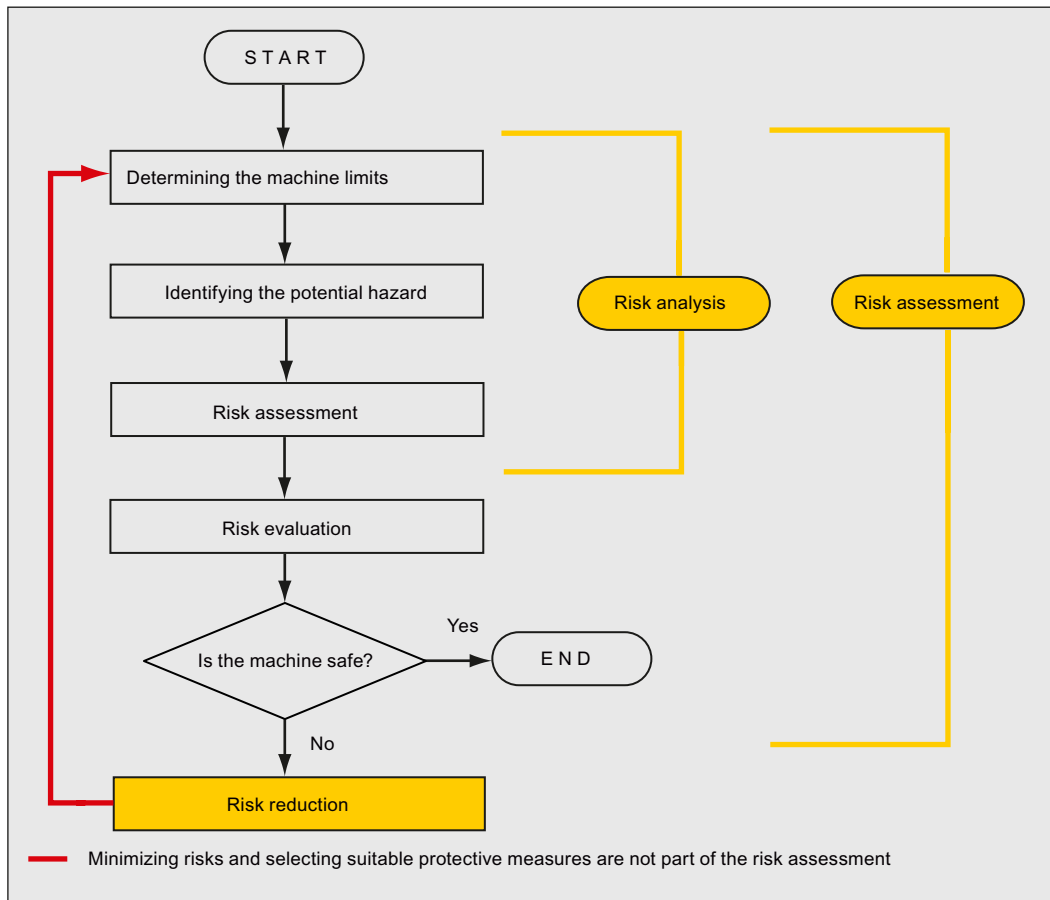 S T A R T
Determining the machine limits
Identifying the potential hazard
Risk analysis
Risk assessment
Risk assessment
Risk evaluation
Is the machine safe?
Yes
E N D
No
Risk reduction
Minimizing risks and selecting suitable protective measures are not part of the risk assessment